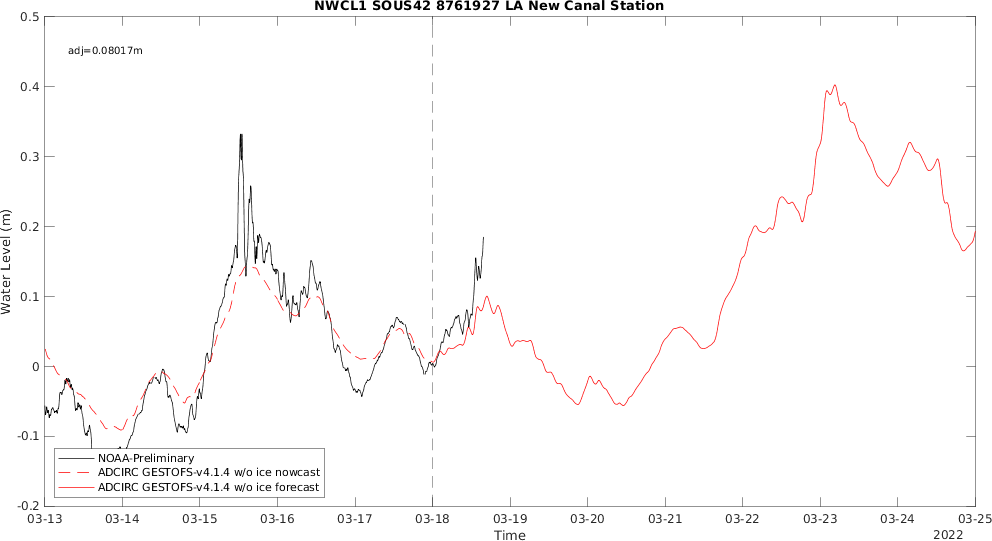 NWCL1 SOUS42 8761927 LA New Canal Station
adj=0.08017m
Water Level (m)
0.5
0.4
0.3
0.2
0.1
0
-0.1
-0.2
NOAA-Preliminary
ADCIRC GESTOFS-v4.1.4 w/o ice nowcast
ADCIRC GESTOFS-v4.1.4 w/o ice forecast
03-13 03-14 03-15 03-16 03-17 03-18 03-19 03-20 03-21 03-22 03-23 03-24 03-25
Time
2022